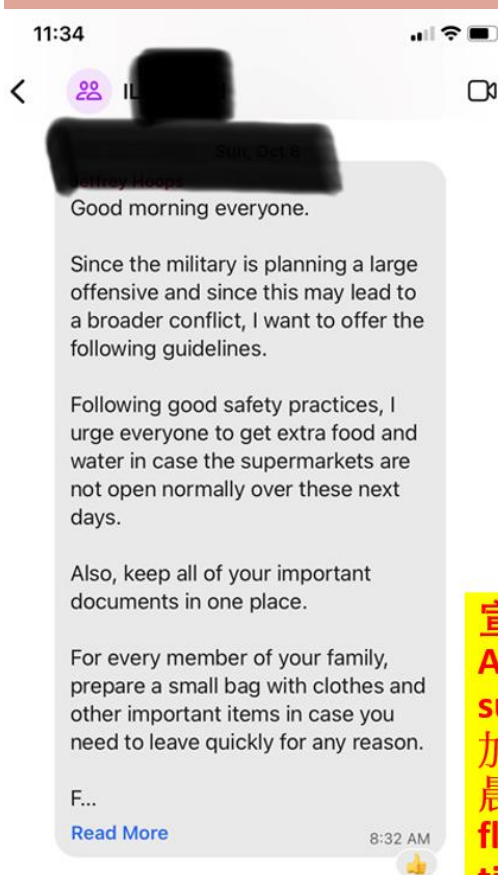 11:34
IL
Good morning everyone.
Since the military is planning a large
offensive and since this may lead to
a broader conflict, I want to offer the
following guidelines.
Following good safety practices, I
urge everyone to get extra food and
water in case the supermarkets are
not open normally over these next
days.
Also, keep all of your important
documents in one place.
For every member of your family,
prepare a small bag with clothes and
other important items in case you
need to leave quickly for any reason.
F...
Read More
8:32 AM
宣
A
su
加
晨
fl
ti